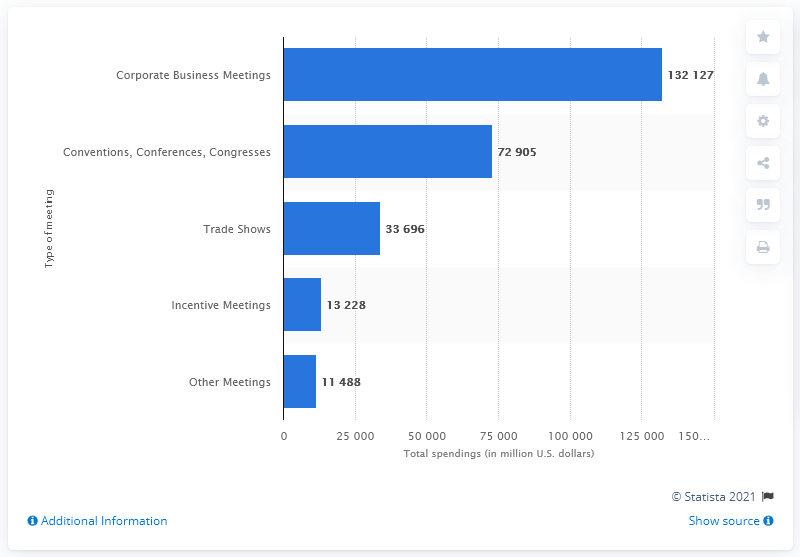 Type of meeting
Corporate Business Meetings 132 127
Conventions, Conferences, Congresses 72 905
Trade Shows 33 696
Incentive Meetings 13 228
Other Meetings 11 488
0 25 000 50 000 75 000 100 000 125 000 150...
Total spendings (in million U.S. dollars)
© Statista 2021
Additional Information Show source